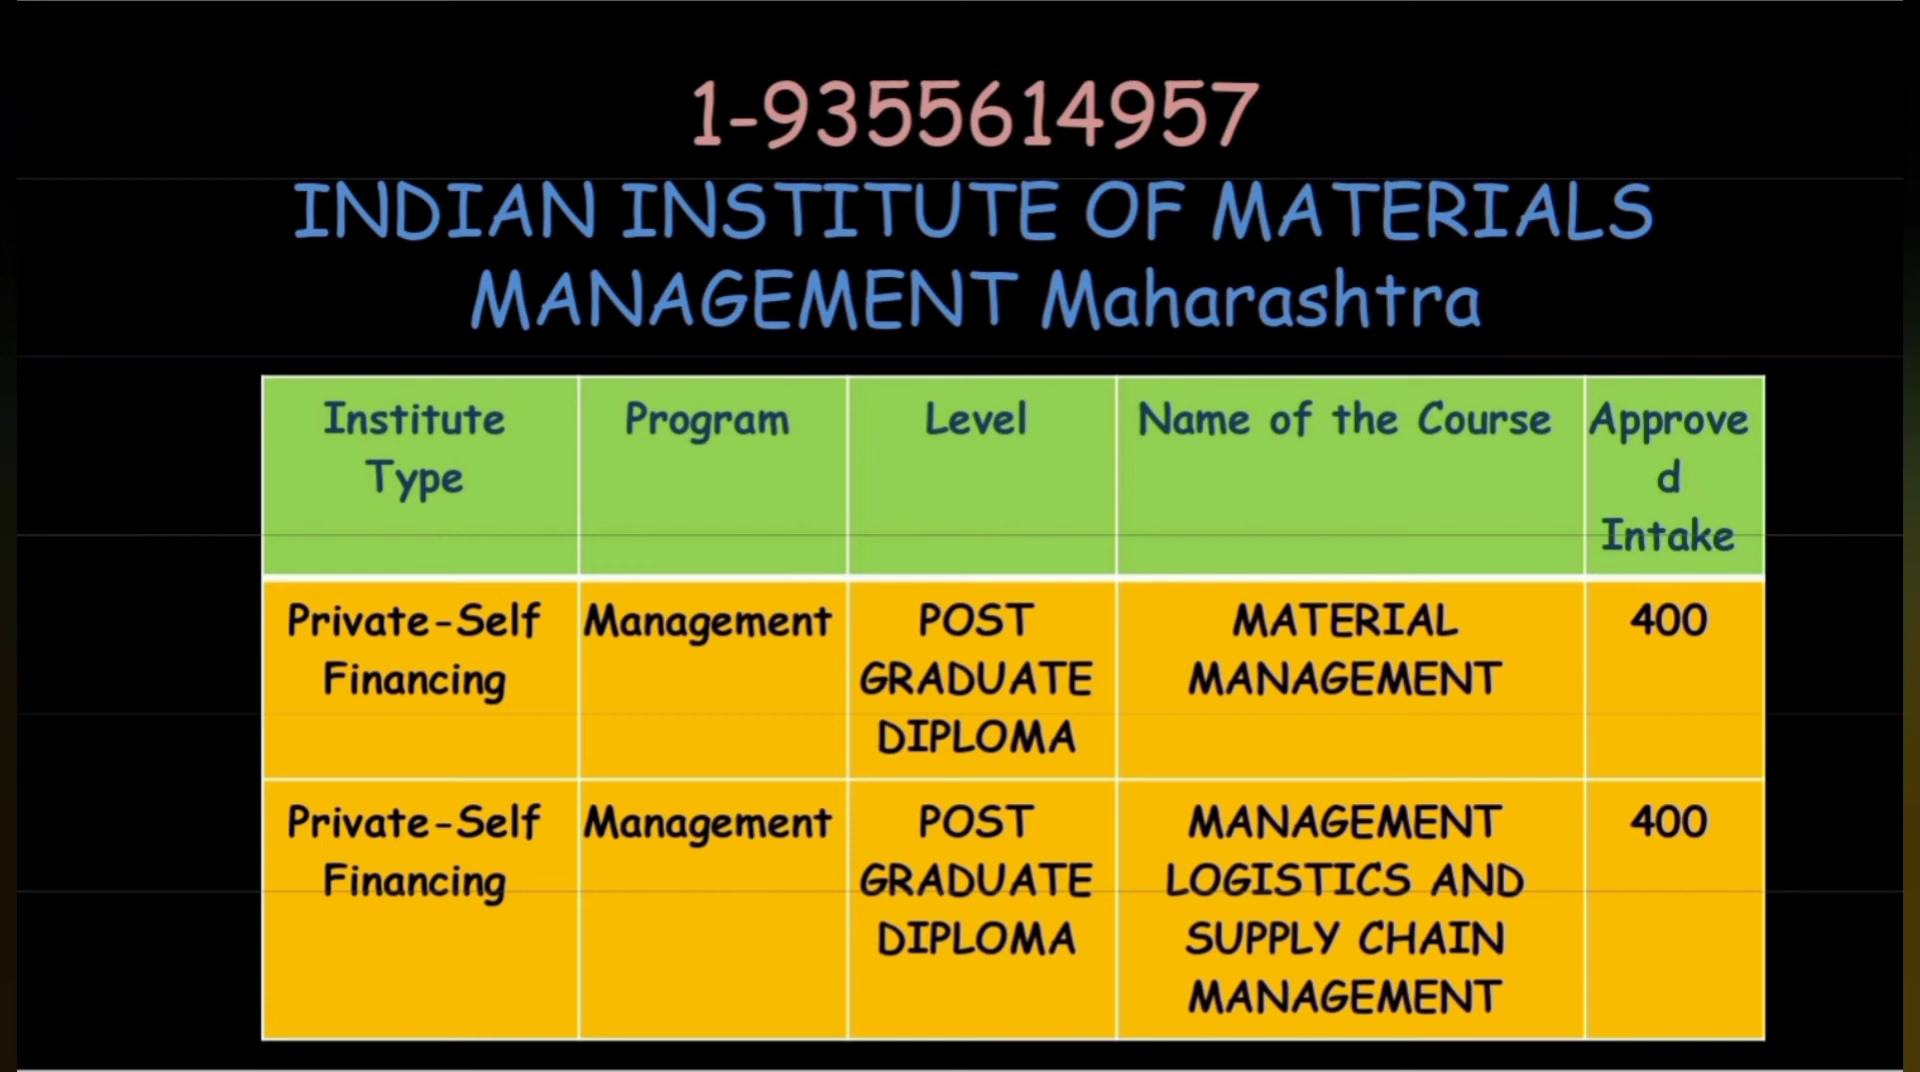 1-9355614957
INDIAN INSTITUTE OF MATERIALS
MANAGEMENT Maharashtra
Institute Type
Program
Level
Name of the Course
Approve
d
Intake
Private-Self
Financing
Management
POST
GRADUATE
DIPLOMA
MATERIAL
MANAGEMENT
400
Private-Self
Financing
Management
POST
GRADUATE
DIPLOMA
MANAGEMENT
LOGISTICS AND
SUPPLY CHAIN
MANAGEMENT
400